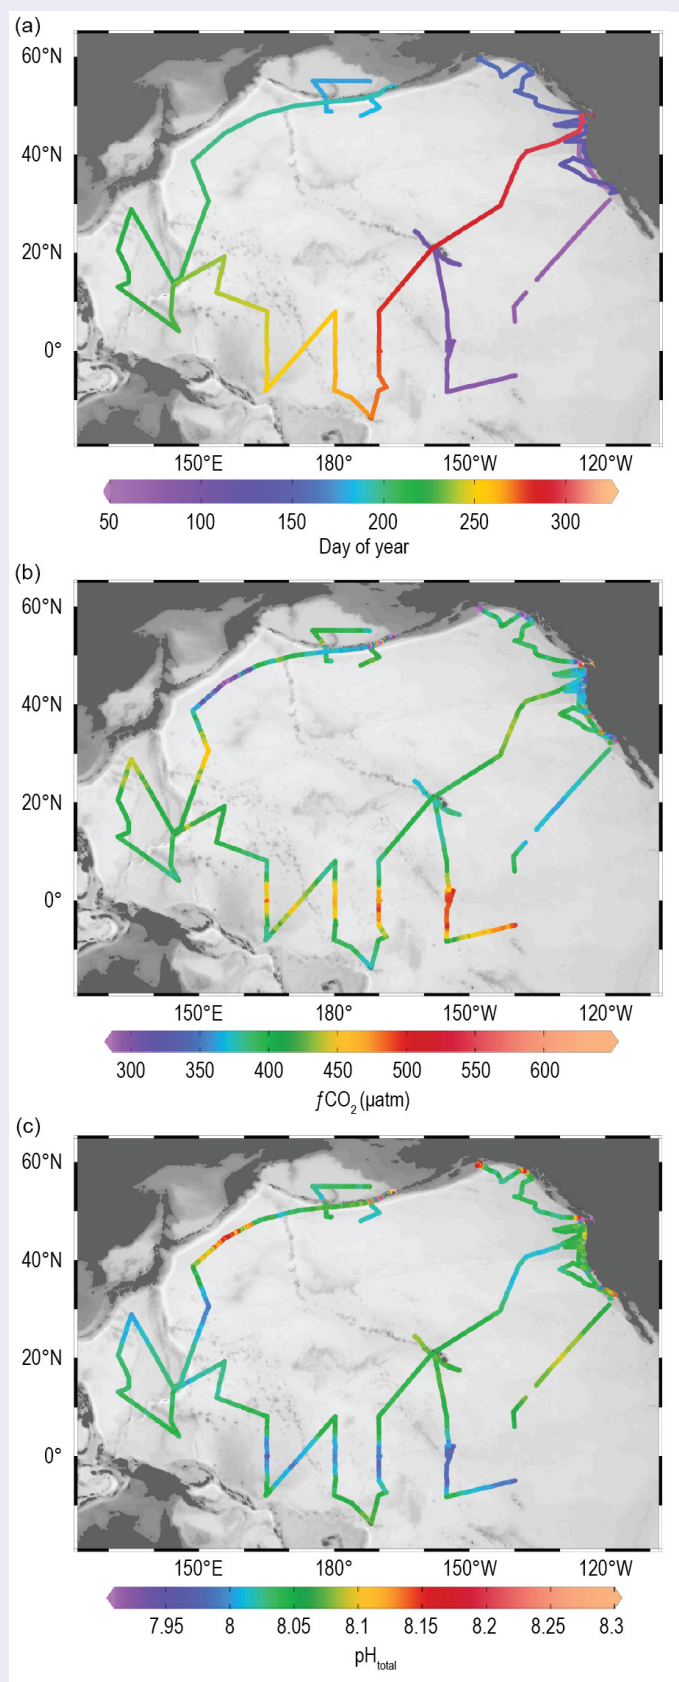 (a)
60°N
40°N
20°N
0°
150°E 180° 150°W 120°W
50 100 150 200 250 300
Day of year
(b)
60°N
40°N
20°N
0°
150°E 180° 150°W 120°W
300 350 400 450 500 550 600
ƒCO₂ (µatm)
(c)
60°N
40°N
20°N
0°
150°E 180° 150°W 120°W
7.95 8 8.05 8.1 8.15 8.2 8.25 8.3
pHtotal